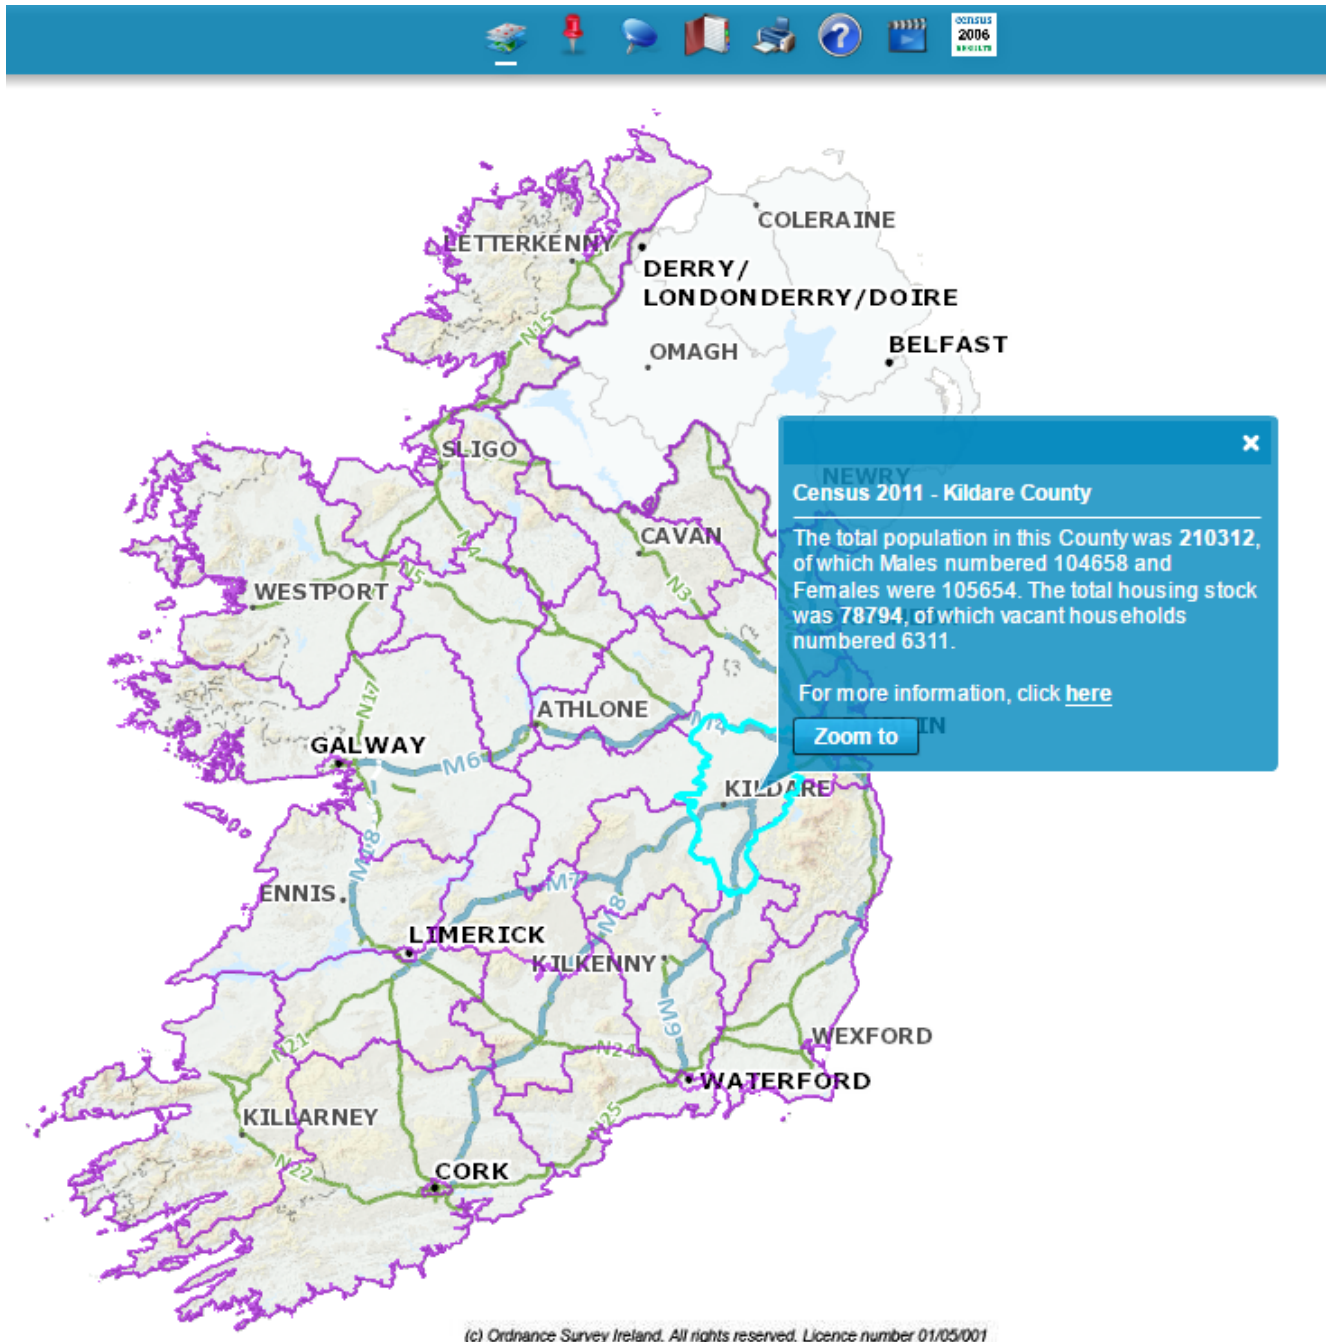 census
2006
RESULTS
COLERAINE
LETTERKENNY
DERRY/
LONDONDERRY/DOIRE
N15
OMAGH
BELFAST
SLIGO
NEWRY
Census 2011 - Kildare County
CAVAN
N4
The total population in this County was 210312,
of which Males numbered 104658 and
Females were 105654. The total housing stock
was 78794, of which vacant households
numbered 6311.
N5
N3
WESTPORT
For more information, click here
N17
ATHLONE
M4
Zoom to
GALWAY
M6
KILDARE
M18
ENNIS
M7
M8
LIMERICK
KILKENNY
M9
N21
N24
WEXFORD
WATERFORD
KILLARNEY
N25
N22
CORK
(c) Ordnance Survey Ireland. All rights reserved. Licence number 01/05/001